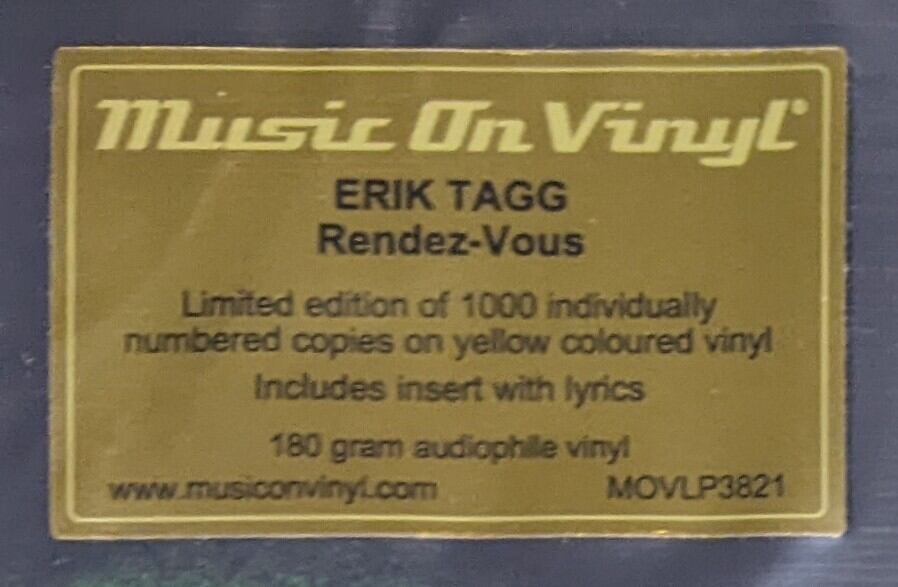 Music On Vinyl®
ERIK TAGG
Rendez-Vous
Limited edition of 1000 individually
numbered copies on yellow coloured vinyl
Includes insert with lyrics
180 gram audiophile vinyl
www.musiconvinyl.com MOVLP3821